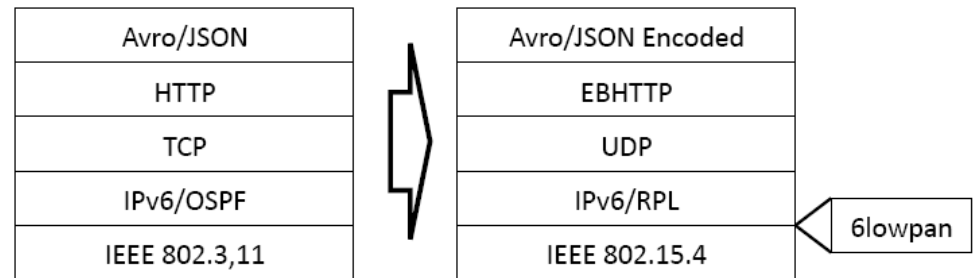 Avro/JSON
HTTP
TCP
IPv6/OSPF
IEEE 802.3,11
Avro/JSON Encoded
EBHTTP
UDP
IPv6/RPL
IEEE 802.15.4
6lowpan